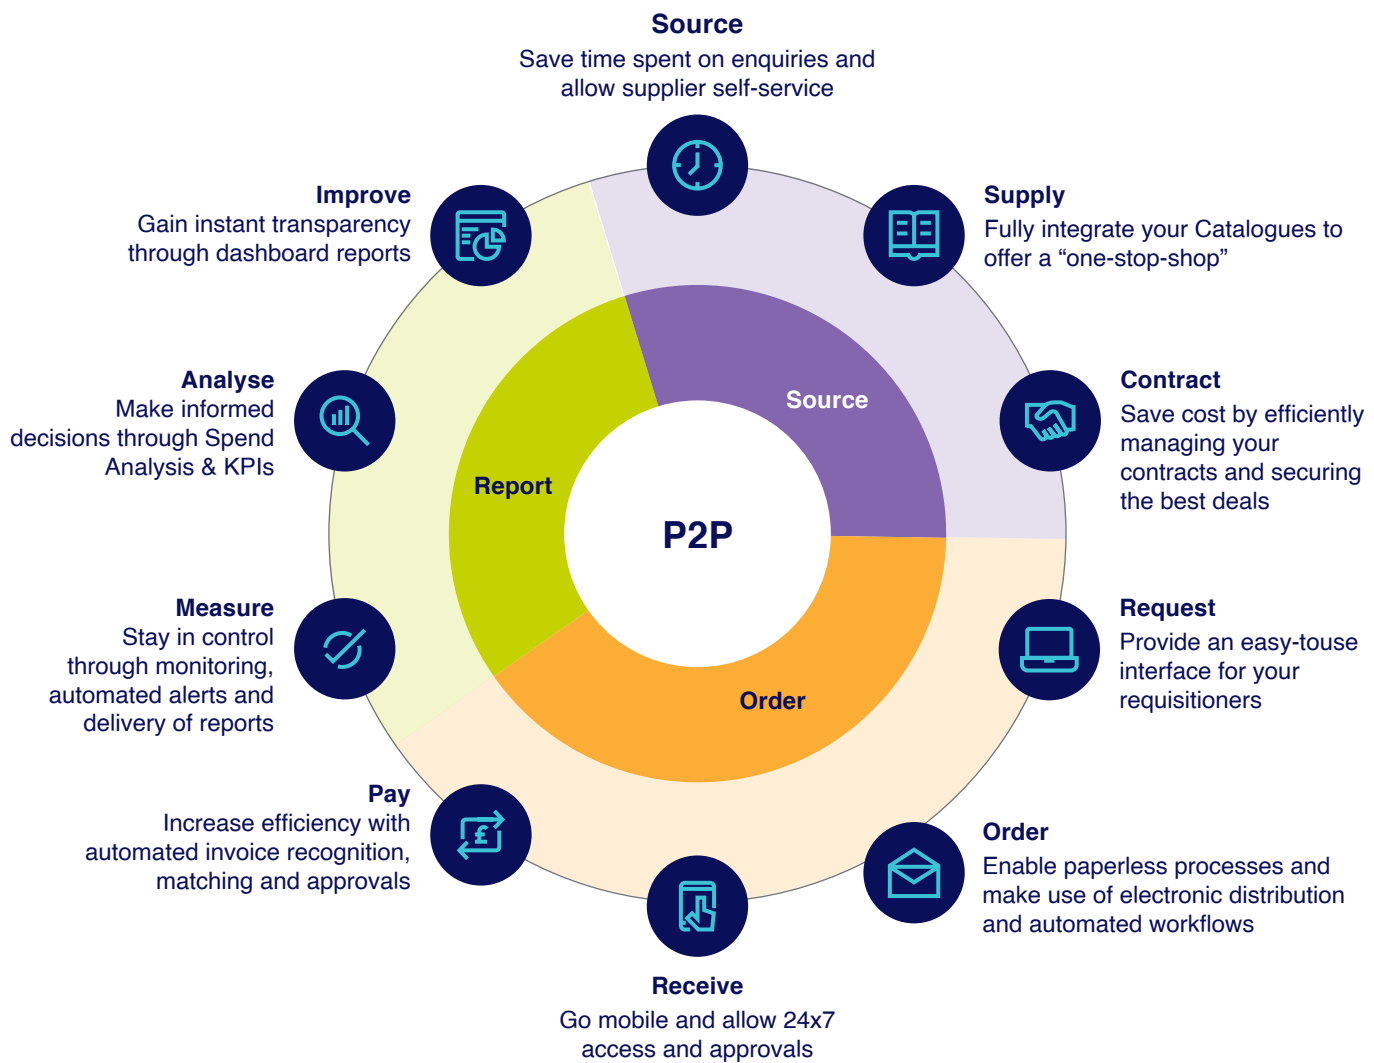 Source
Save time spent on enquiries and
allow supplier self-service
Supply
Fully integrate your Catalogues to
offer a “one-stop-shop”
Contract
Save cost by efficiently
managing your
contracts and securing
the best deals
Request
Provide an easy-touse
interface for your
requisitioners
Order
Enable paperless processes and
make use of electronic distribution
and automated workflows
Receive
Go mobile and allow 24x7
access and approvals
Pay
Increase efficiency with
automated invoice recognition,
matching and approvals
£
Measure
Stay in control
through monitoring,
automated alerts and
delivery of reports
Analyse
Make informed
decisions through Spend
Analysis & KPIs
Improve
Gain instant transparency
through dashboard reports
Source
Report
P2P
Order